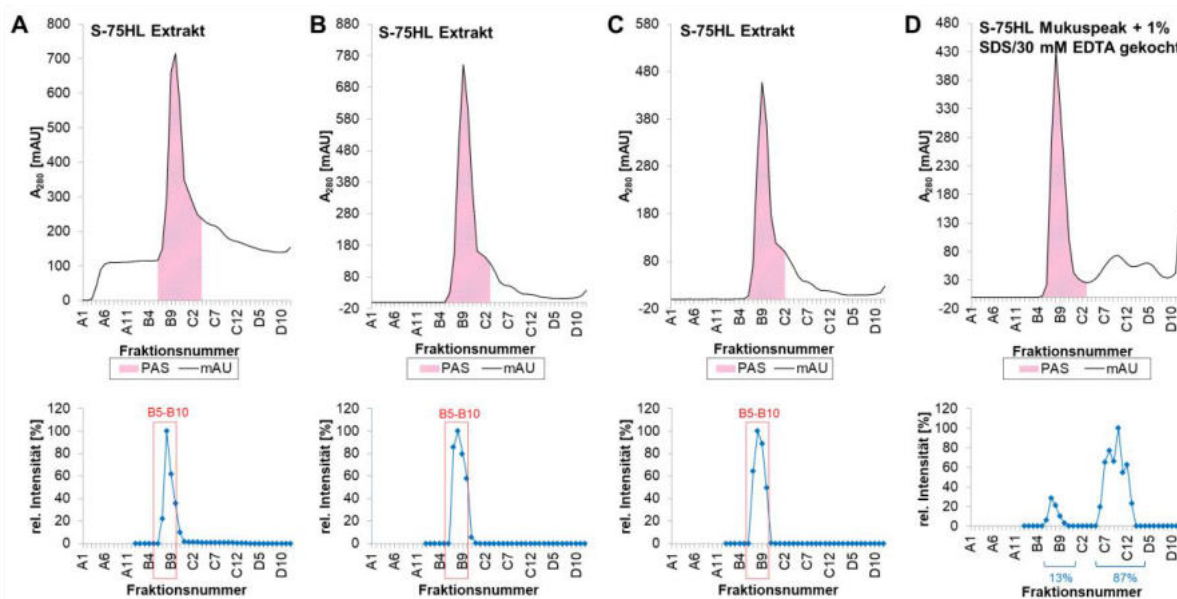 A
S-75HL Extrakt
800
700
600
500
400
300
200
100
0
A₂₈₀ [mAU]
A1
A6
A11
B4
B9
C2
C7
C12
D5
D10
Fraktionsnummer
PAS mAU
B
S-75HL Extrakt
880
780
680
580
480
380
280
180
80
-20
A₂₈₀ [mAU]
A1
A6
A11
B4
B9
C2
C7
C12
D5
D10
Fraktionsnummer
PAS mAU
C
S-75HL Extrakt
580
480
380
280
180
80
-20
A₂₈₀ [mAU]
A1
A6
A11
B4
B9
C2
C7
C12
D5
D10
Fraktionsnummer
PAS mAU
D
S-75HL Mukuspeak + 1%
SDS/30 mM EDTA gekocht
480
430
380
330
280
230
180
130
80
30
-20
A₂₈₀ [mAU]
A1
A6
A11
B4
B9
C2
C7
C12
D5
D10
Fraktionsnummer
PAS mAU
120
100
80
60
40
20
0
rel. Intensität [%]
B5-B10
A1
A6
A11
B4
B9
C2
C7
C12
D5
D10
Fraktionsnummer
120
100
80
60
40
20
0
rel. Intensität [%]
B5-B10
A1
A6
A11
B4
B9
C2
C7
C12
D5
D10
Fraktionsnummer
120
100
80
60
40
20
0
rel. Intensität [%]
B5-B10
A1
A6
A11
B4
B9
C2
C7
C12
D5
D10
Fraktionsnummer
120
100
80
60
40
20
0
rel. Intensität [%]
A1
A6
A11
B4
B9
C2
C7
C12
D5
D10
13% 87%
Fraktionsnummer